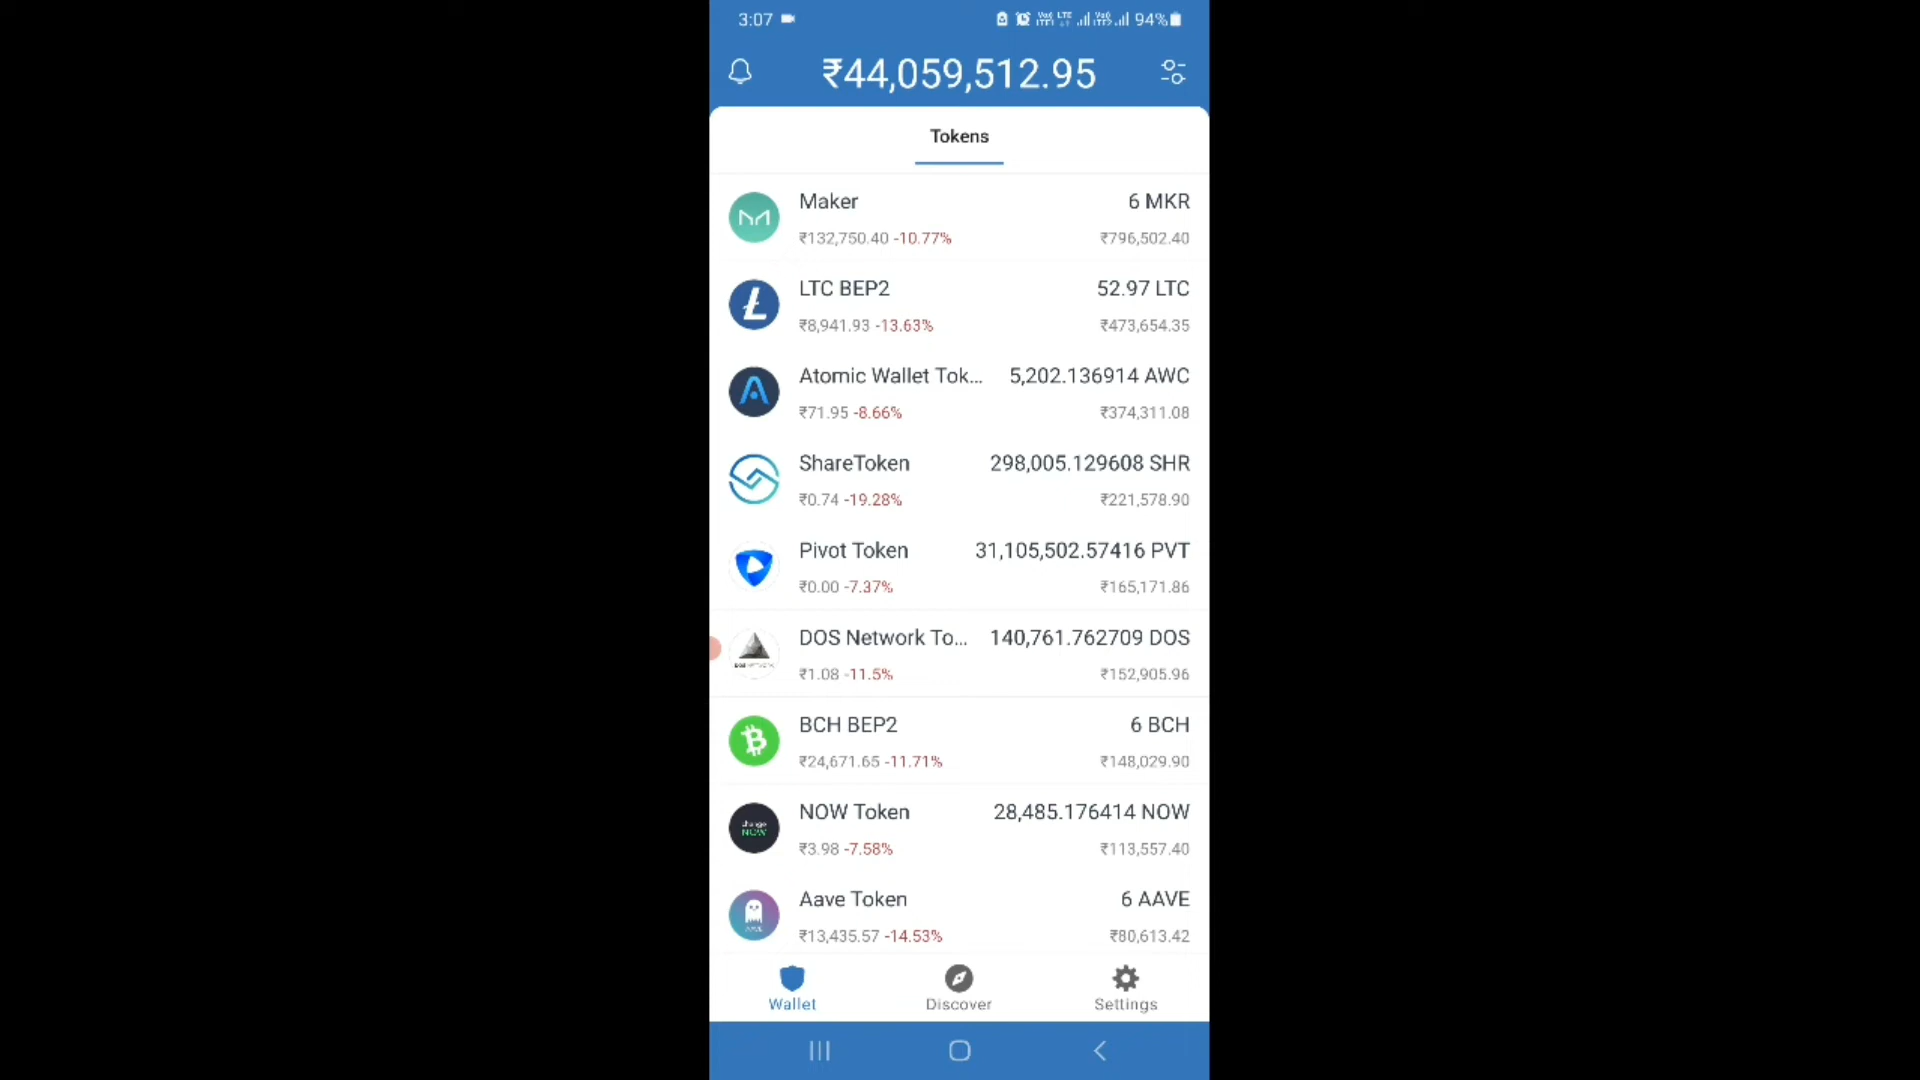 3:07
94%
₹44,059,512.95
Tokens
Maker 6 MKR
₹132,750.40 -10.77% ₹796,502.40
LTC BEP2 52.97 LTC
₹8,941.93 -13.63% ₹473,654.35
Atomic Wallet Tok... 5,202.136914 AWC
₹71.95 -8.66% ₹374,311.08
ShareToken 298,005.129608 SHR
₹0.74 -19.28% ₹221,578.90
Pivot Token 31,105,502.57416 PVT
₹0.00 -7.37% ₹165,171.86
DOS Network To... 140,761.762709 DOS
₹1.08 -11.5% ₹152,905.96
BCH BEP2 6 BCH
₹24,671.65 -11.71% ₹148,029.90
NOW Token 28,485.176414 NOW
change
NOW
₹3.98 -7.58% ₹113,557.40
Aave Token 6 AAVE
₹13,435.57 -14.53% ₹80,613.42
Wallet Discover Settings